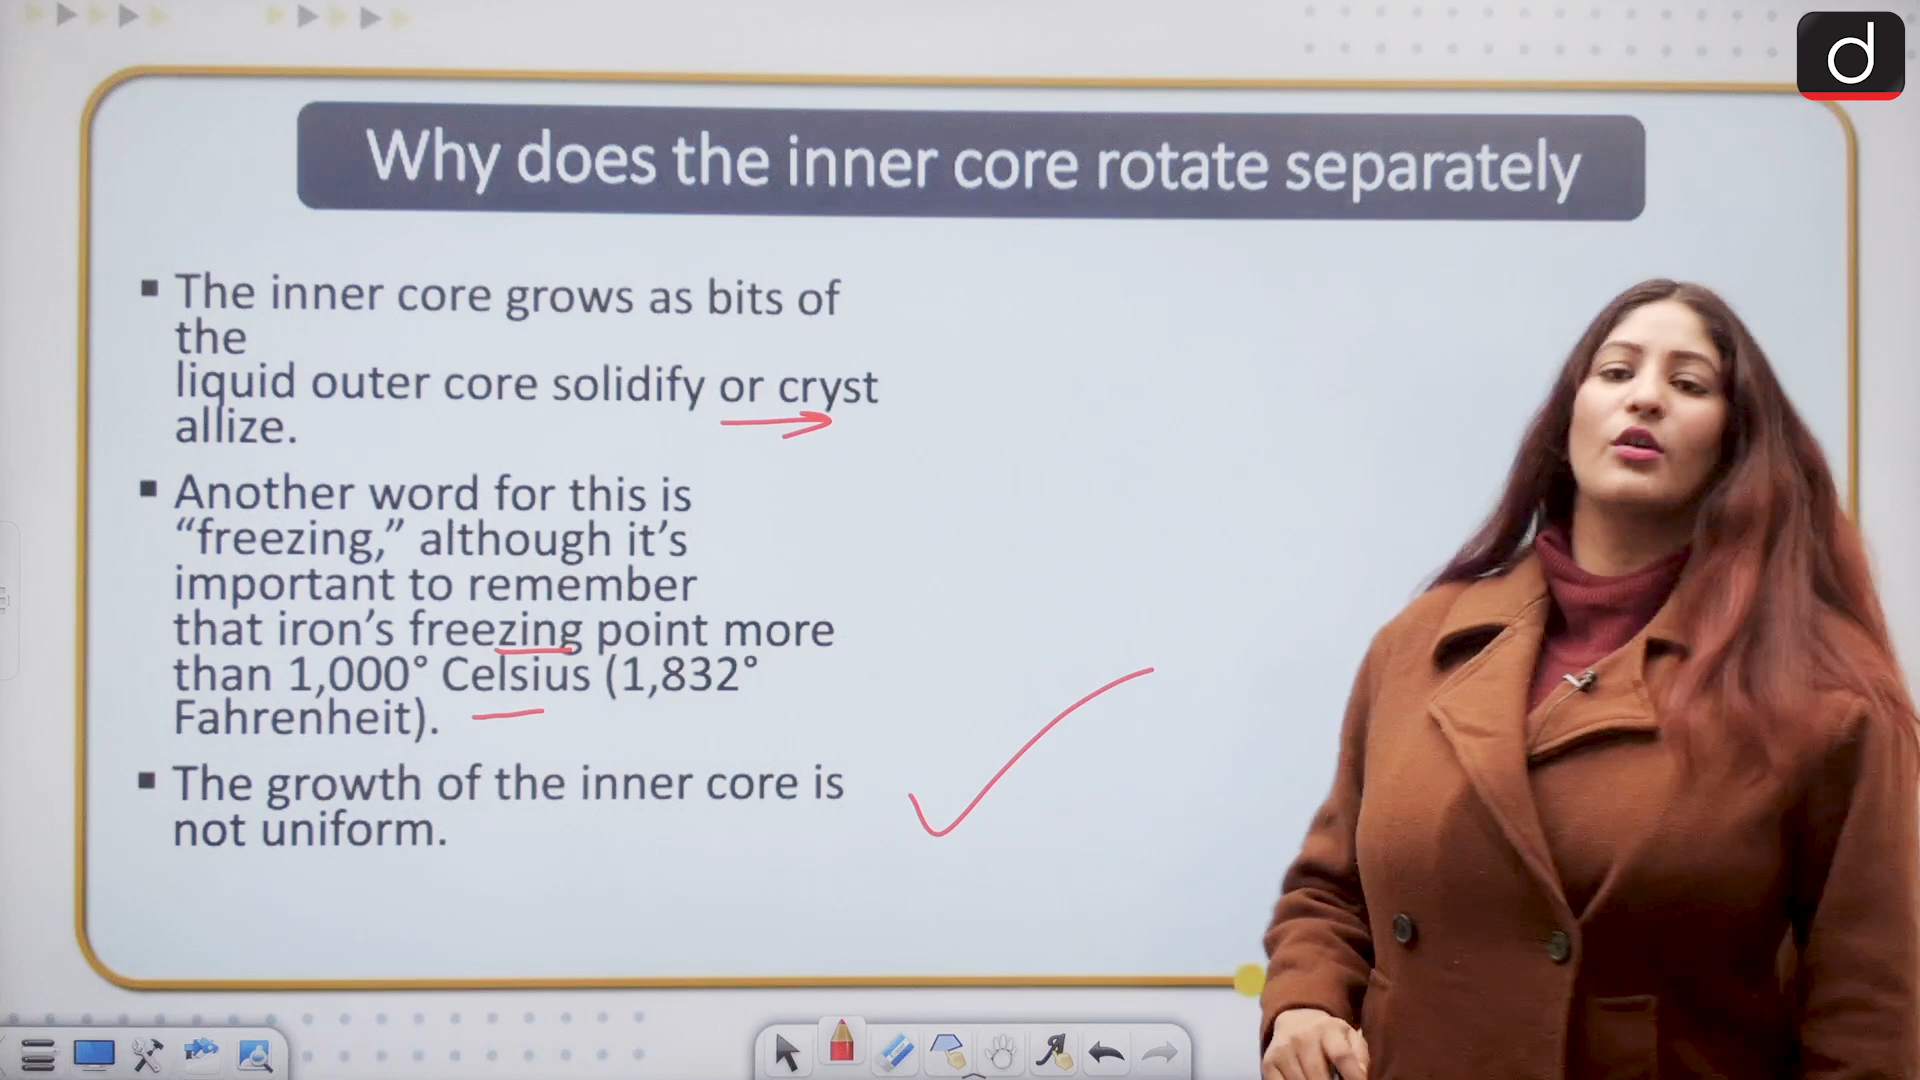 d
Why does the inner core rotate separately
▪ The inner core grows as bits of
the
liquid outer core solidify or cryst
allize.
▪ Another word for this is
“freezing,” although it’s
important to remember
that iron’s freezing point more
than 1,000° Celsius (1,832°
Fahrenheit).
▪ The growth of the inner core is
not uniform.